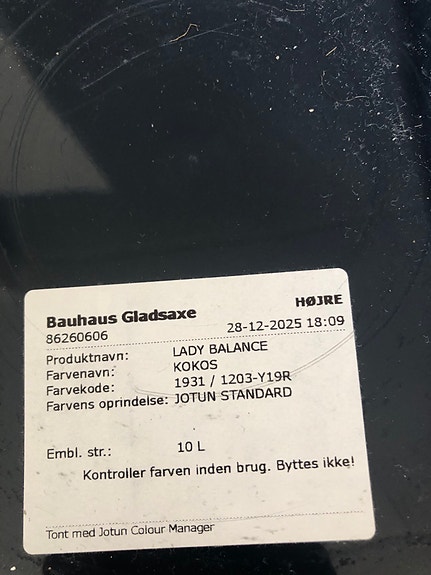 HØJRE
Bauhaus Gladsaxe
86260606 28-12-2025 18:09
Produktnavn: LADY BALANCE
Farvenavn: KOKOS
Farvekode: 1931 / 1203-Y19R
Farvens oprindelse: JOTUN STANDARD
Embl. str.: 10 L
Kontroller farven inden brug. Byttes ikke!
Tont med Jotun Colour Manager